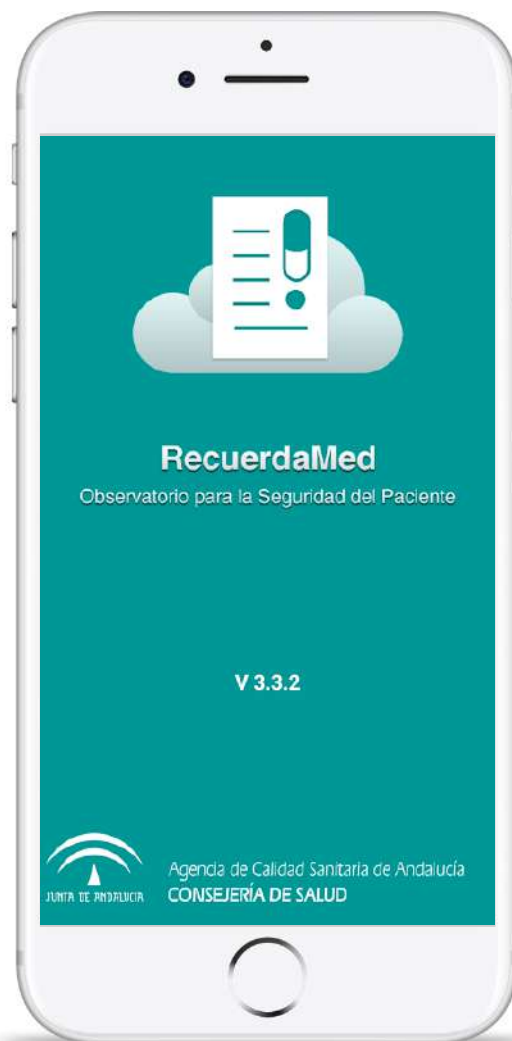 RecuerdaMed
Observatorio para la Seguridad del Paciente
V 3.3.2
JUNTA DE ANDALUCIA
Agencia de Calidad Sanitaria de Andalucía
CONSEJERÍA DE SALUD